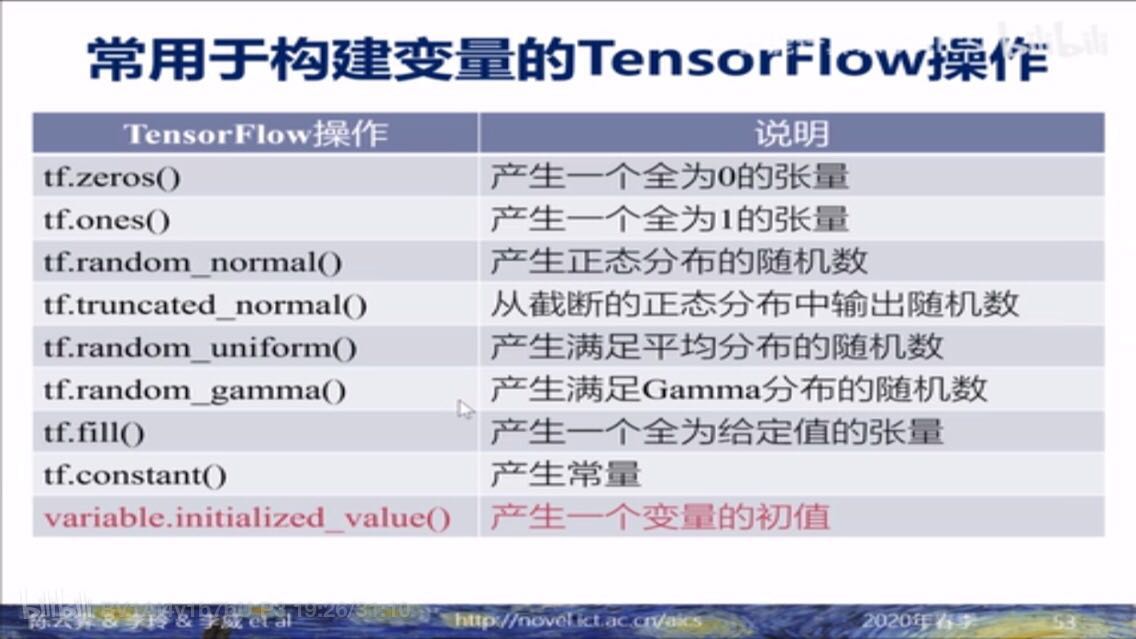 常用于构建变量的TensorFlow操作
bilibili
TensorFlow操作 说明
tf.zeros() 产生一个全为0的张量
tf.ones() 产生一个全为1的张量
tf.random_normal() 产生正态分布的随机数
tf.truncated_normal() 从截断的正态分布中输出随机数
tf.random_uniform() 产生满足平均分布的随机数
tf.random_gamma() 产生满足Gamma分布的随机数
tf.fill() 产生一个全为给定值的张量
tf.constant() 产生常量
variable.initialized_value() 产生一个变量的初值
bilibili 19:26/31:10
陈云霁 & 李玲 & 李威 et al http://novel.ict.ac.cn/aics 2020年春季 53